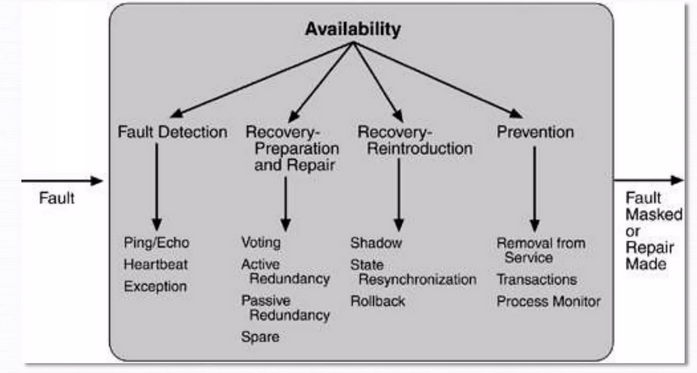 Availability
Fault Detection
Recovery-
Preparation
and Repair
Recovery-
Reintroduction
Prevention
Fault
Ping/Echo
Heartbeat
Exception
Voting
Active
Redundancy
Passive
Redundancy
Spare
Shadow
State
Resynchronization
Rollback
Removal from
Service
Transactions
Process Monitor
Fault
Masked
or
Repair
Made